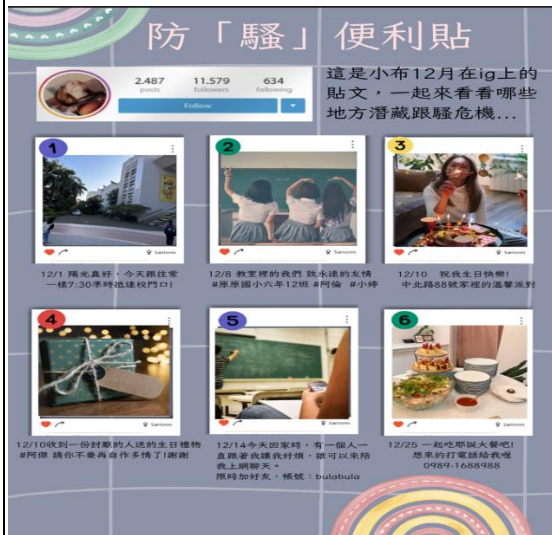 防「騷」便利貼
2.487 11.579 634
posts followers following
Follow
這是小布12月在ig上的
貼文，一起來看看哪些
地方潛藏跟騷危機...
1
2
3
Santorini
Santorini
Santorini
12/1 陽光真好，今天跟往常
一樣7:30準時抵達校門口!
12/8 教室裡的我們 致永遠的友情
#原原國小六年12班 #阿倫 #小婷
12/10 祝我生日快樂!
中北路88號家裡的溫馨派對
4
5
6
Santorini
Santorini
Santorini
12/10收到一份討厭的人送的生日禮物
#阿傑 請你不要再自作多情了!謝謝
12/14今天回家時，有一個人一
直跟著我讓我好煩，誰可以來陪
我上網聊天。
限時加好友，帳號：bulabula
12/25 一起吃耶誕大餐吧!
想來的打電話給我喔
0989-1688988